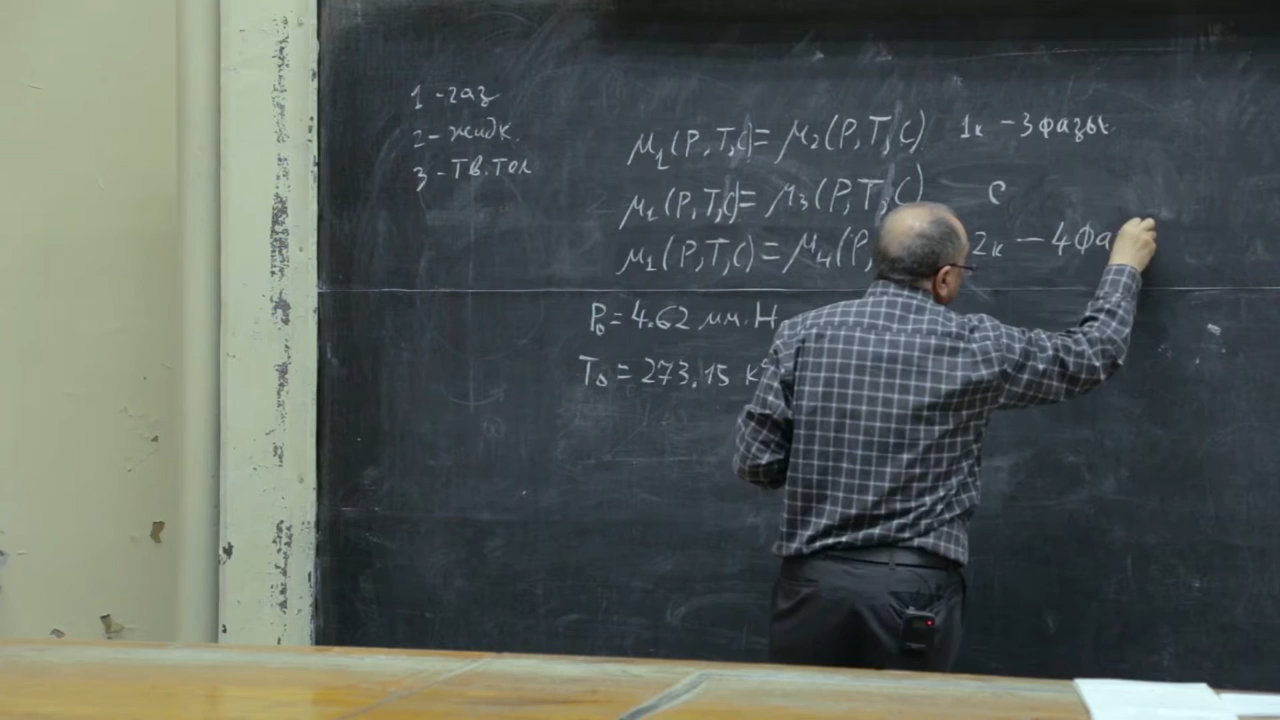 1 - газ
2 - жидк.
3 - тв. тел
μ₁(P,T,C) = μ₂(P,T,C)
1к - 3 фазы
μ₁(P,T,C) = μ₃(P,T,C)
C
μ₁(P,T,C) = μ₄(P,
2к - 4 фа
P₀ = 4.62 мм. H
T₀ = 273.15 K°